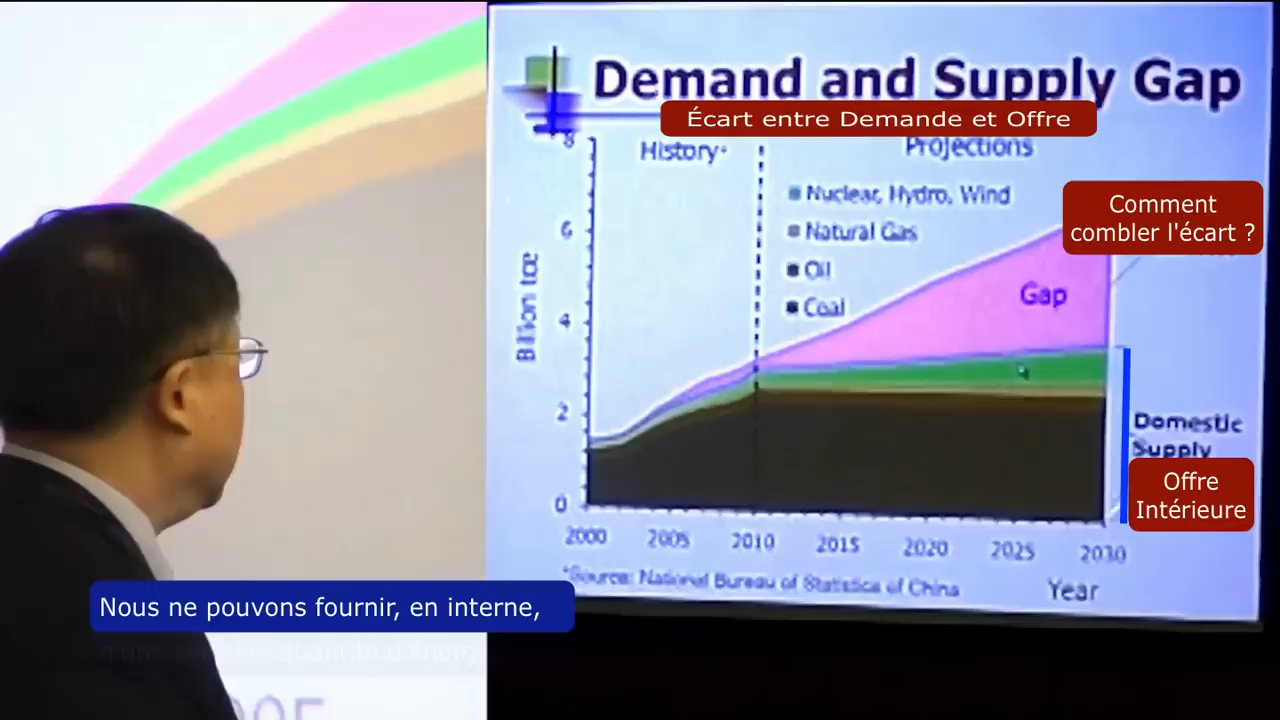 Demand and Supply Gap
Écart entre Demande et Offre
8
History*
Projections
Nuclear, Hydro, Wind
Comment
combler l'écart ?
6
Natural Gas
Oil
Gap
Coal
4
Billion tce
2
Domestic
Supply
Offre
Intérieure
0
2000 2005 2010 2015 2020 2025 2030
*Source: National Bureau of Statistics of China
Year
Nous ne pouvons fournir, en interne,